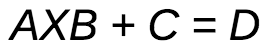 AXB + C = D